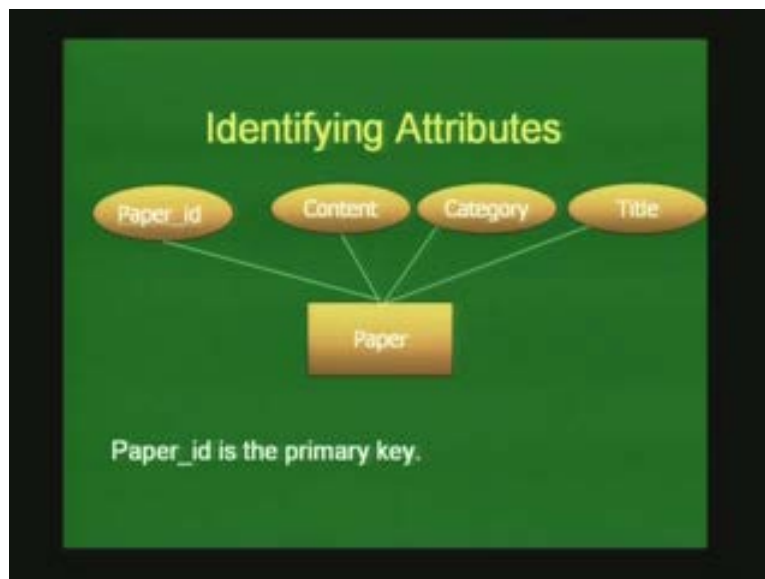 Identifying Attributes
Paper_id Content Category Title
Paper
Paper_id is the primary key.